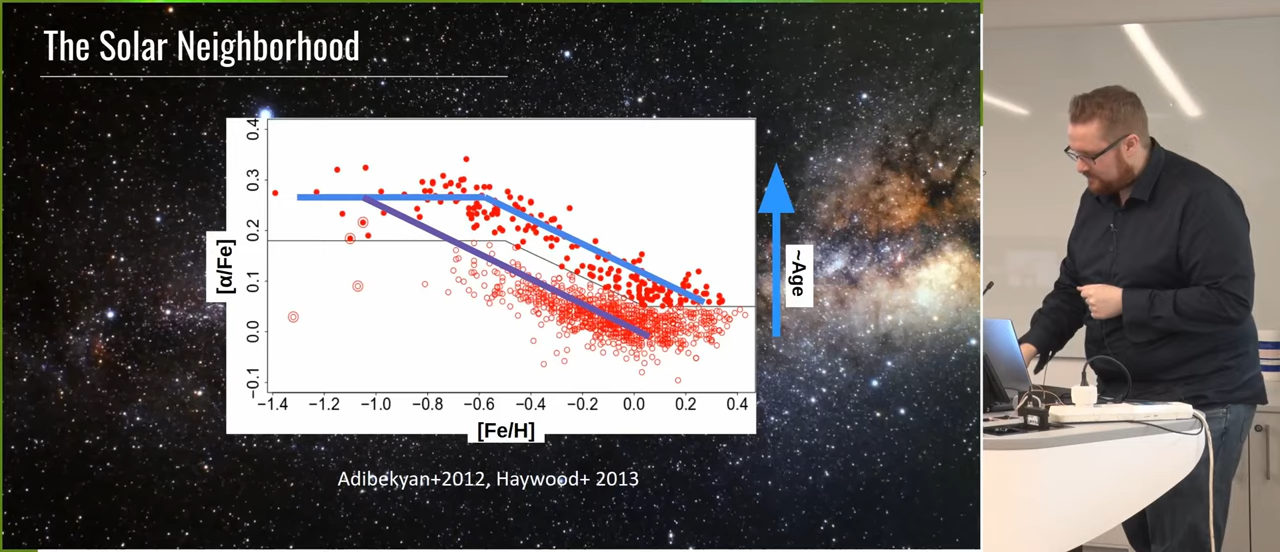 The Solar Neighborhood
0.4
0.3
0.2
0.1
0.0
−0.1
[α/Fe]
−1.4 −1.2 −1.0 −0.8 −0.6 −0.4 −0.2 0.0 0.2 0.4
[Fe/H]
~Age
Adibekyan+2012, Haywood+ 2013